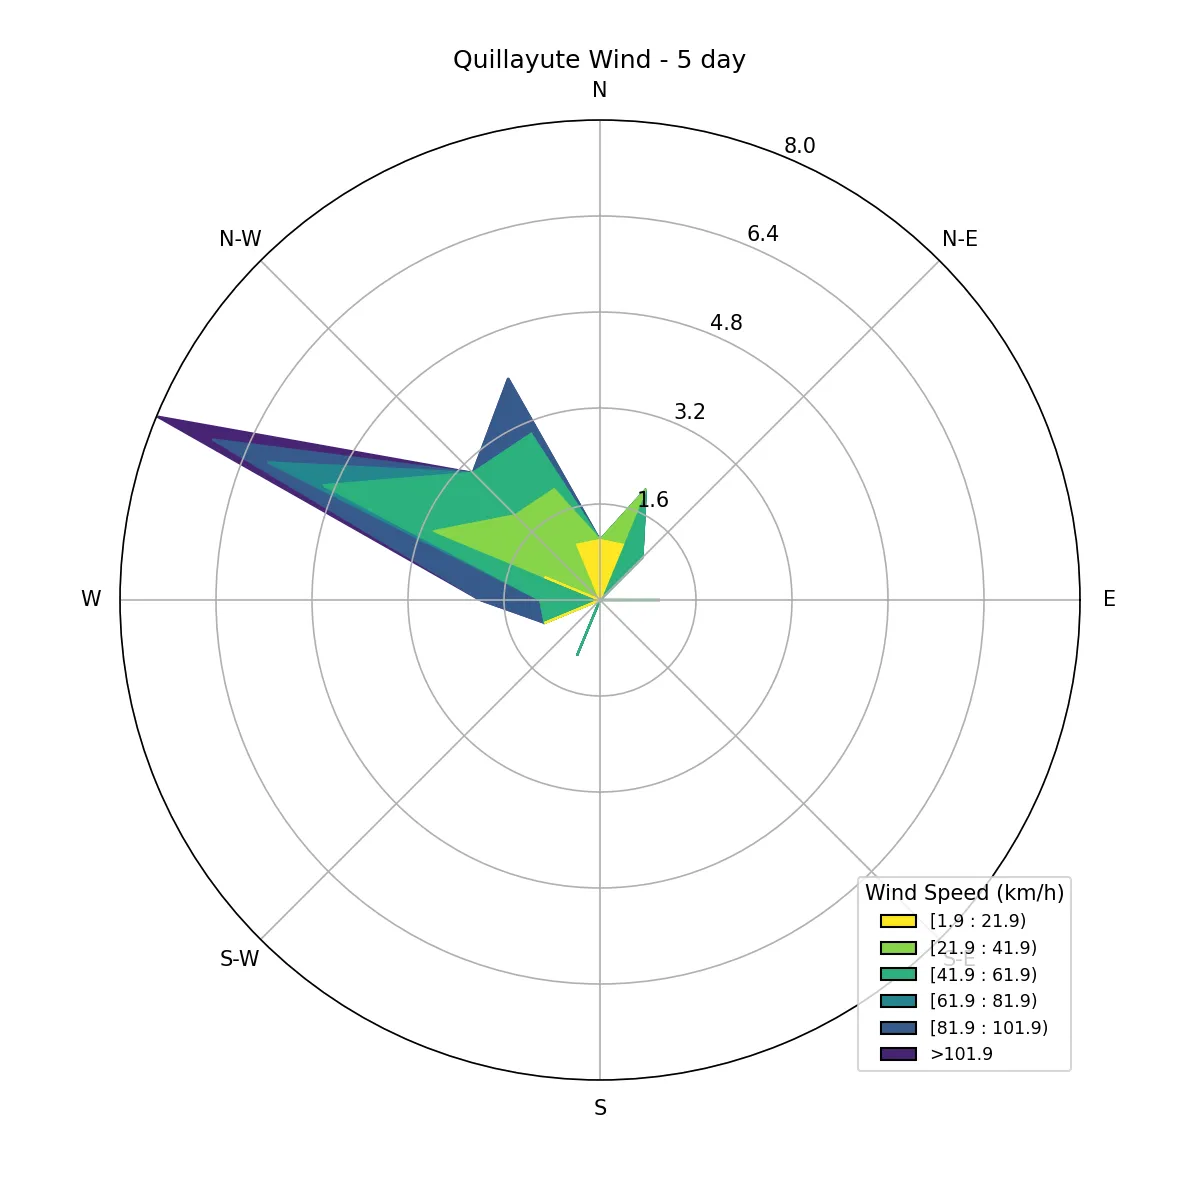 Quillayute Wind - 5 day
N
8.0
N-W
6.4
N-E
4.8
3.2
1.6
W
E
S-W
S-E
S
Wind Speed (km/h)
[1.9 : 21.9)
[21.9 : 41.9)
[41.9 : 61.9)
[61.9 : 81.9)
[81.9 : 101.9)
>101.9